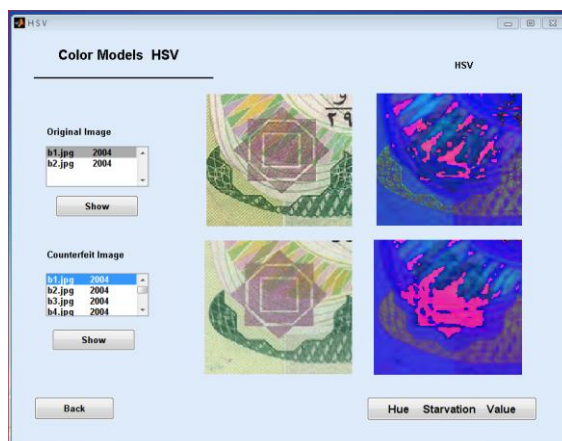 HSV
Color Models HSV
HSV
Original Image
b1.jpg 2004
b2.jpg 2004
Show
Counterfeit Image
b1.jpg 2004
b2.jpg 2004
b3.jpg 2004
b4.jpg 2004
Show
Back
Hue Starvation Value